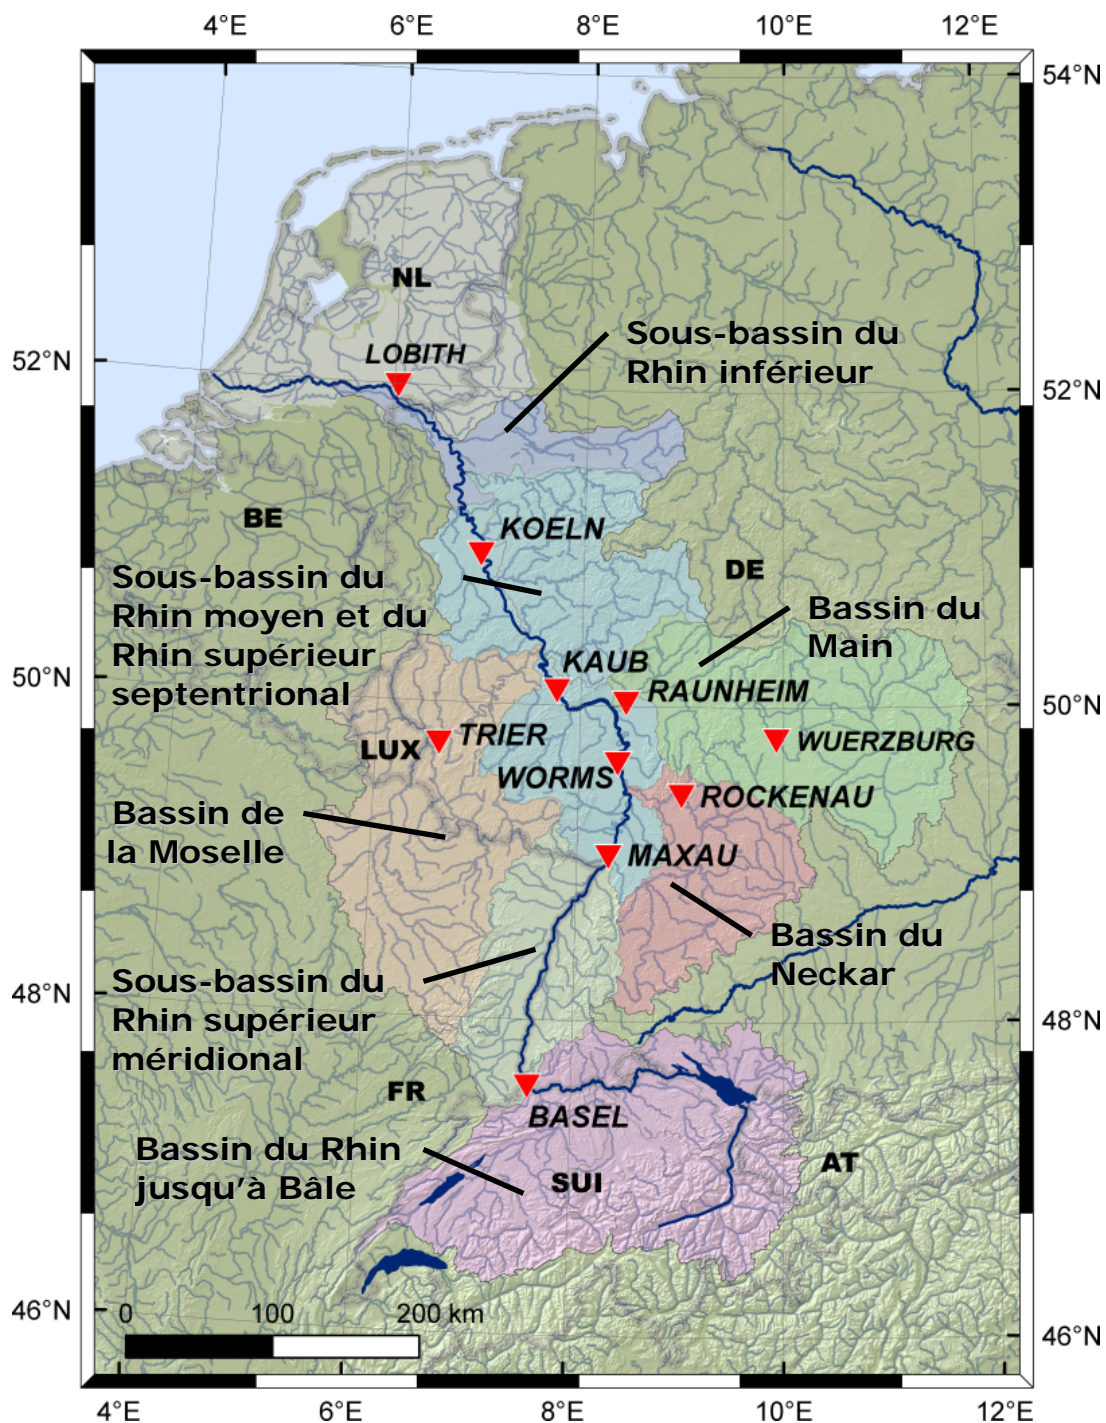 4°E 6°E 8°E 10°E 12°E
54°N
NL
Sous-bassin du
Rhin inférieur
52°N
LOBITH
52°N
BE
KOELN
DE
Sous-bassin du
Rhin moyen et du
Rhin supérieur
septentrional
Bassin du
Main
KAUB
50°N
RAUNHEIM
50°N
LUX
TRIER
WUERZBURG
WORMS
ROCKENAU
Bassin de
la Moselle
MAXAU
Bassin du
Neckar
48°N
Sous-bassin du
Rhin supérieur
méridional
48°N
FR
BASEL
Bassin du Rhin
jusqu'à Bâle
SUI
AT
46°N
0 100 200 km
46°N
4°E 6°E 8°E 10°E 12°E